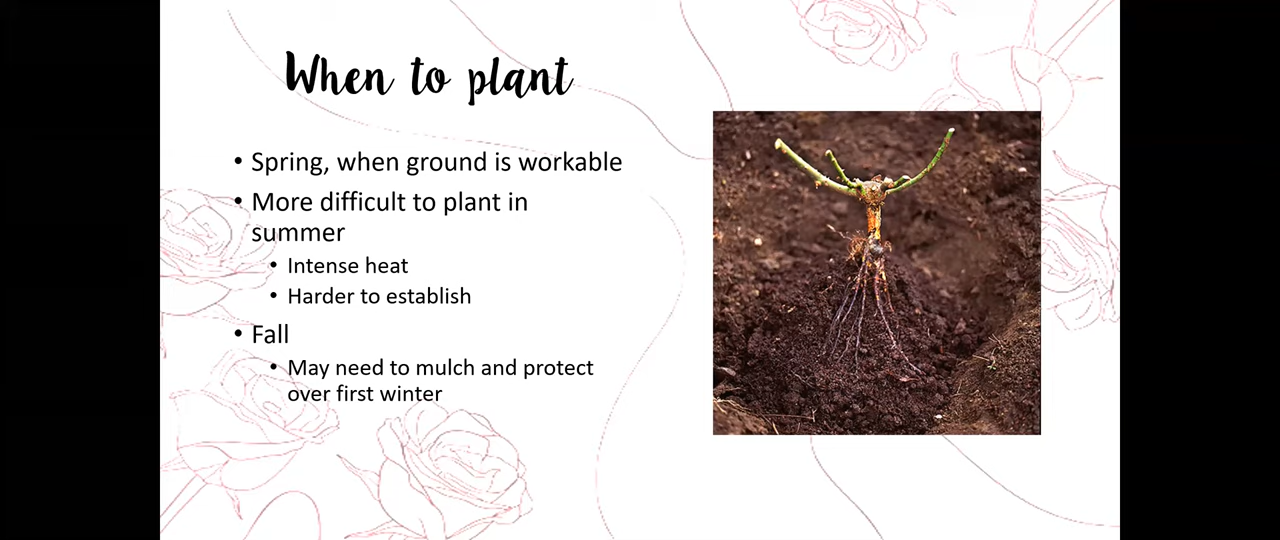 When to plant
• Spring, when ground is workable
• More difficult to plant in
summer
• Intense heat
• Harder to establish
• Fall
• May need to mulch and protect
over first winter